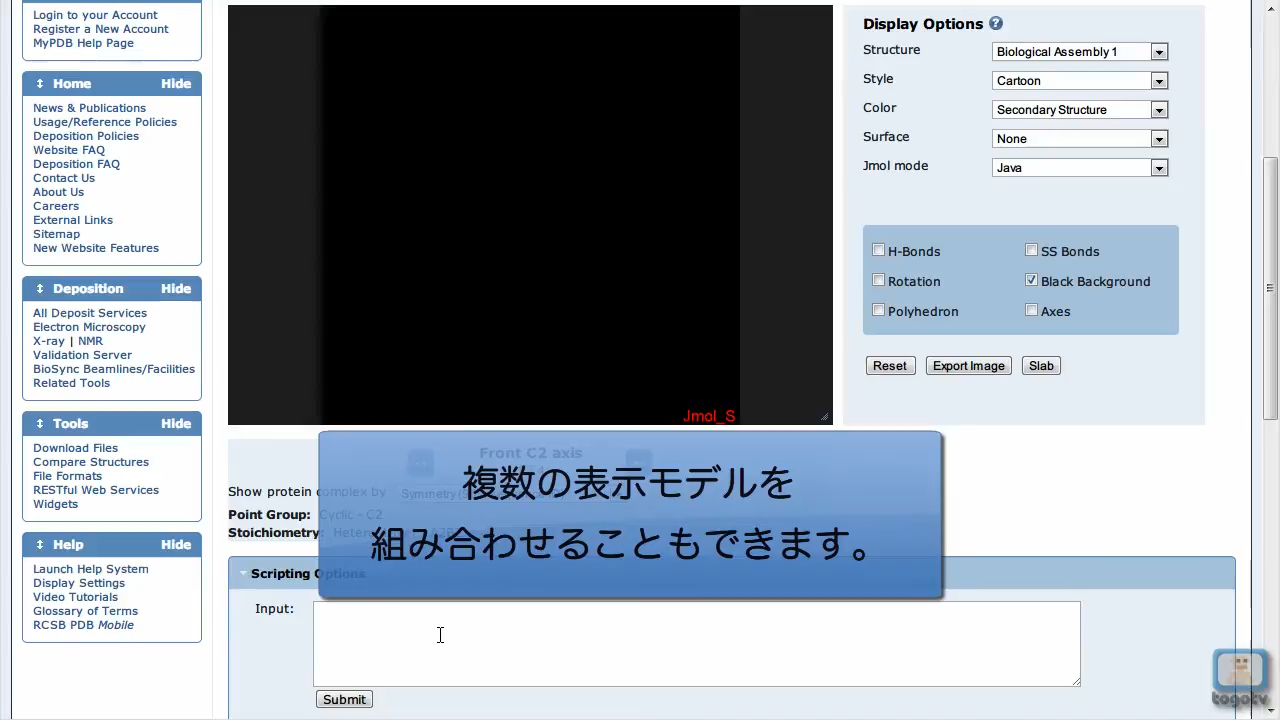 Login to your Account
Register a New Account
MyPDB Help Page
Home Hide
News & Publications
Usage/Reference Policies
Deposition Policies
Website FAQ
Deposition FAQ
Contact Us
About Us
Careers
External Links
Sitemap
New Website Features
Deposition Hide
All Deposit Services
Electron Microscopy
X-ray | NMR
Validation Server
BioSync Beamlines/Facilities
Related Tools
Tools Hide
Download Files
Compare Structures
File Formats
RESTful Web Services
Widgets
Help Hide
Launch Help System
Display Settings
Video Tutorials
Glossary of Terms
RCSB PDB Mobile
Jmol_S
Display Options
Structure Biological Assembly 1
Style Cartoon
Color Secondary Structure
Surface None
Jmol mode Java
H-Bonds SS Bonds
Rotation Black Background
Polyhedron Axes
Reset Export Image Slab
Front C2 axis
複数の表示モデルを
組み合わせることもできます。
Show protein complex by Symmetry
Point Group: Cyclic - C2
Stoichiometry:
Scripting Options
Input:
Submit
togotv